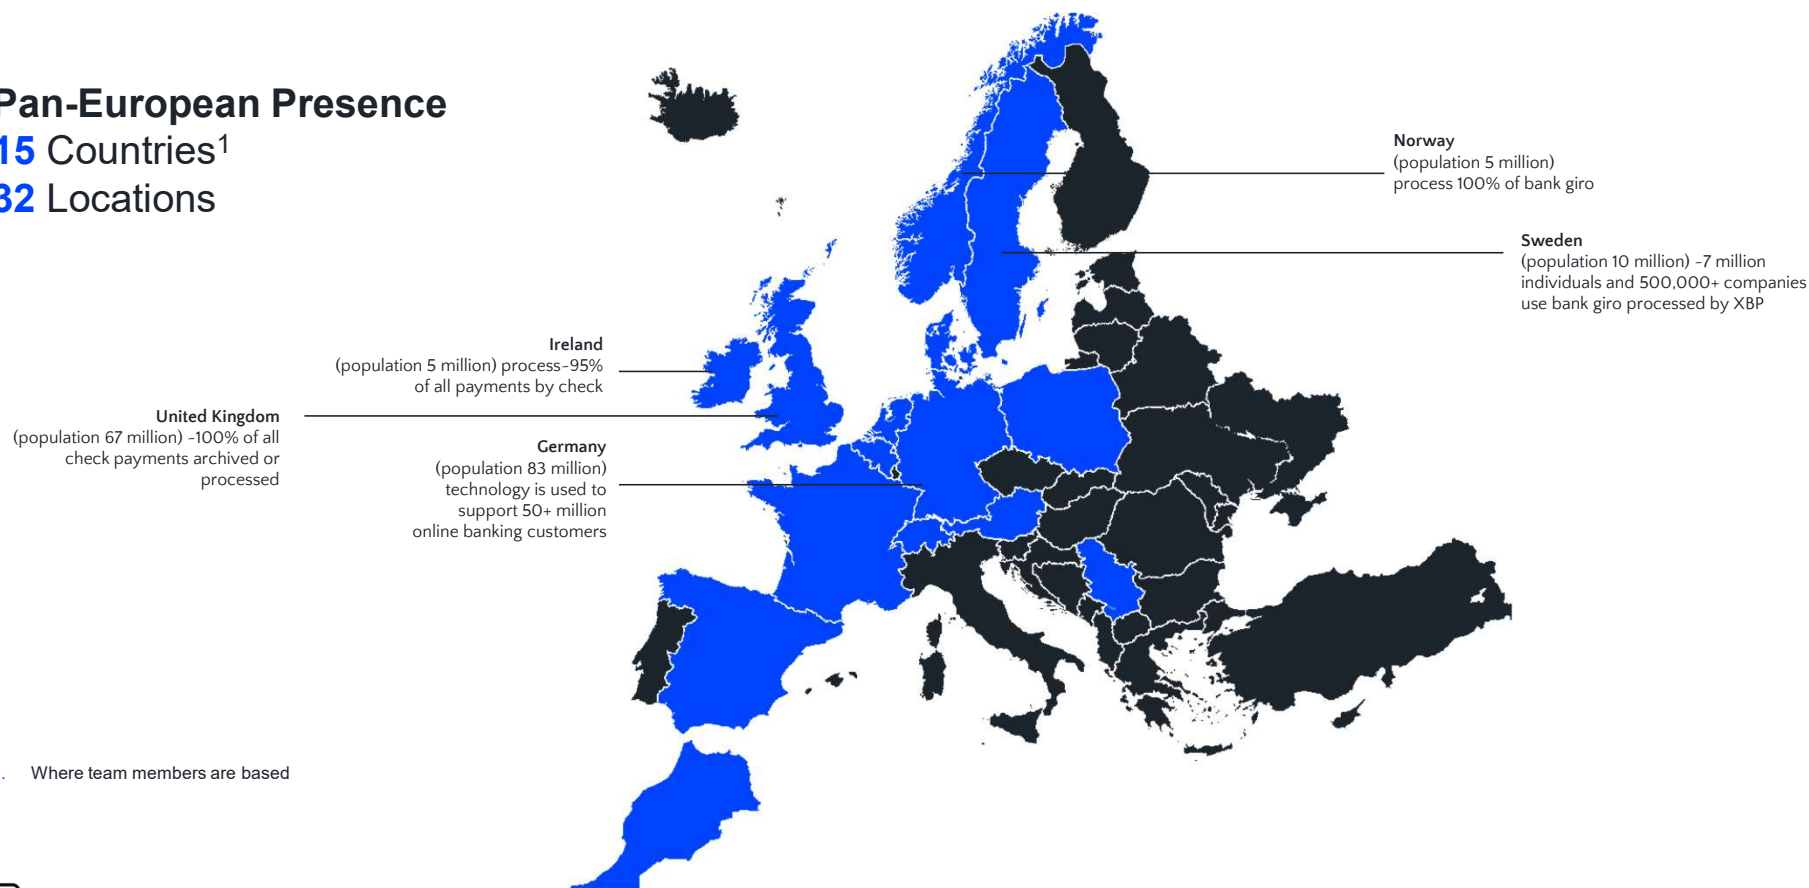 Pan-European Presence
15 Countries¹
32 Locations
Norway
(population 5 million)
process 100% of bank giro
Sweden
(population 10 million) ~7 million
individuals and 500,000+ companies
use bank giro processed by XBP
Ireland
(population 5 million) process~95%
of all payments by check
United Kingdom
(population 67 million) ~100% of all
check payments archived or
processed
Germany
(population 83 million)
technology is used to
support 50+ million
online banking customers
. Where team members are based